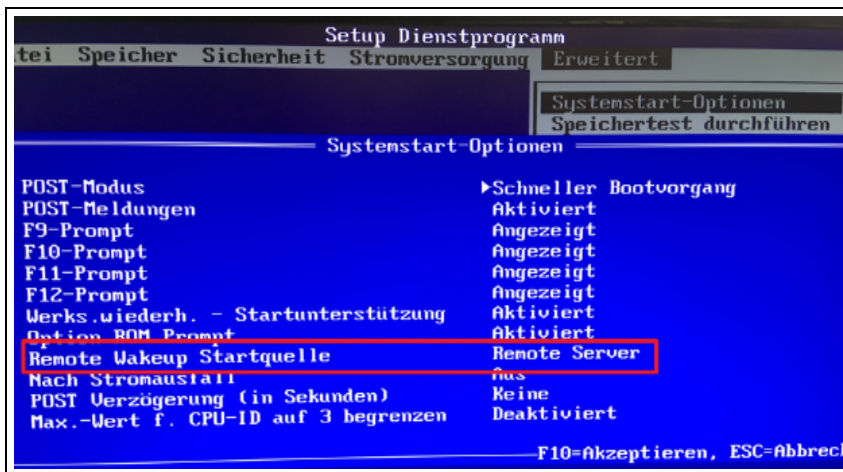 Setup Dienstprogramm
tei Speicher Sicherheit Stromversorgung Erweitert
Systemstart-Optionen
Speichertest durchführen
Systemstart-Optionen
POST-Modus Schneller Bootvorgang
POST-Meldungen Aktiviert
F9-Prompt Angezeigt
F10-Prompt Angezeigt
F11-Prompt Angezeigt
F12-Prompt Angezeigt
Werks.wiederh. - Startunterstützung Aktiviert
Option ROM Prompt Aktiviert
Remote Wakeup Startquelle Remote Server
Nach Stromausfall Aus
POST Verzögerung (in Sekunden) Keine
Max.-Wert f. CPU-ID auf 3 begrenzen Deaktiviert
F10=Akzeptieren, ESC=Abbrech